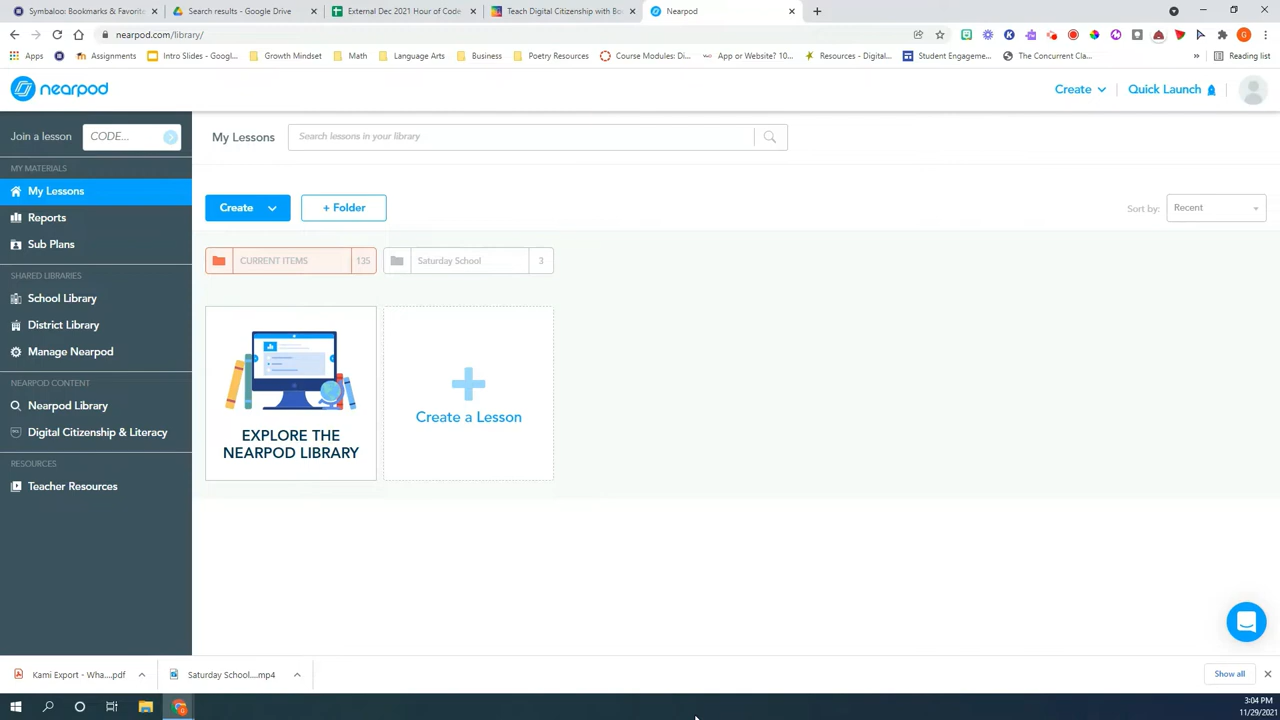 Symbaloo: Bookmarks & Favorite
Search results - Google Drive
External Dec 2021 Hour of Code
Teach Digital Citizenship with Bo
Nearpod
nearpod.com/library/
Apps
Assignments
Intro Slides - Googl...
Growth Mindset
Math
Language Arts
Business
Poetry Resources
Course Modules: Di...
App or Website? 10...
Resources - Digital...
Student Engageme...
The Concurrent Cla...
»
Reading list
nearpod
Create
Quick Launch
Join a lesson
CODE...
My Lessons
Search lessons in your library
MY MATERIALS
My Lessons
Reports
Sub Plans
SHARED LIBRARIES
School Library
District Library
Manage Nearpod
NEARPOD CONTENT
Nearpod Library
Digital Citizenship & Literacy
RESOURCES
Teacher Resources
Create
+ Folder
Sort by:
Recent
CURRENT ITEMS
135
Saturday School
3
EXPLORE THE
NEARPOD LIBRARY
Create a Lesson
Kami Export - Wha....pdf
Saturday School....mp4
Show all
3:04 PM
11/29/2021